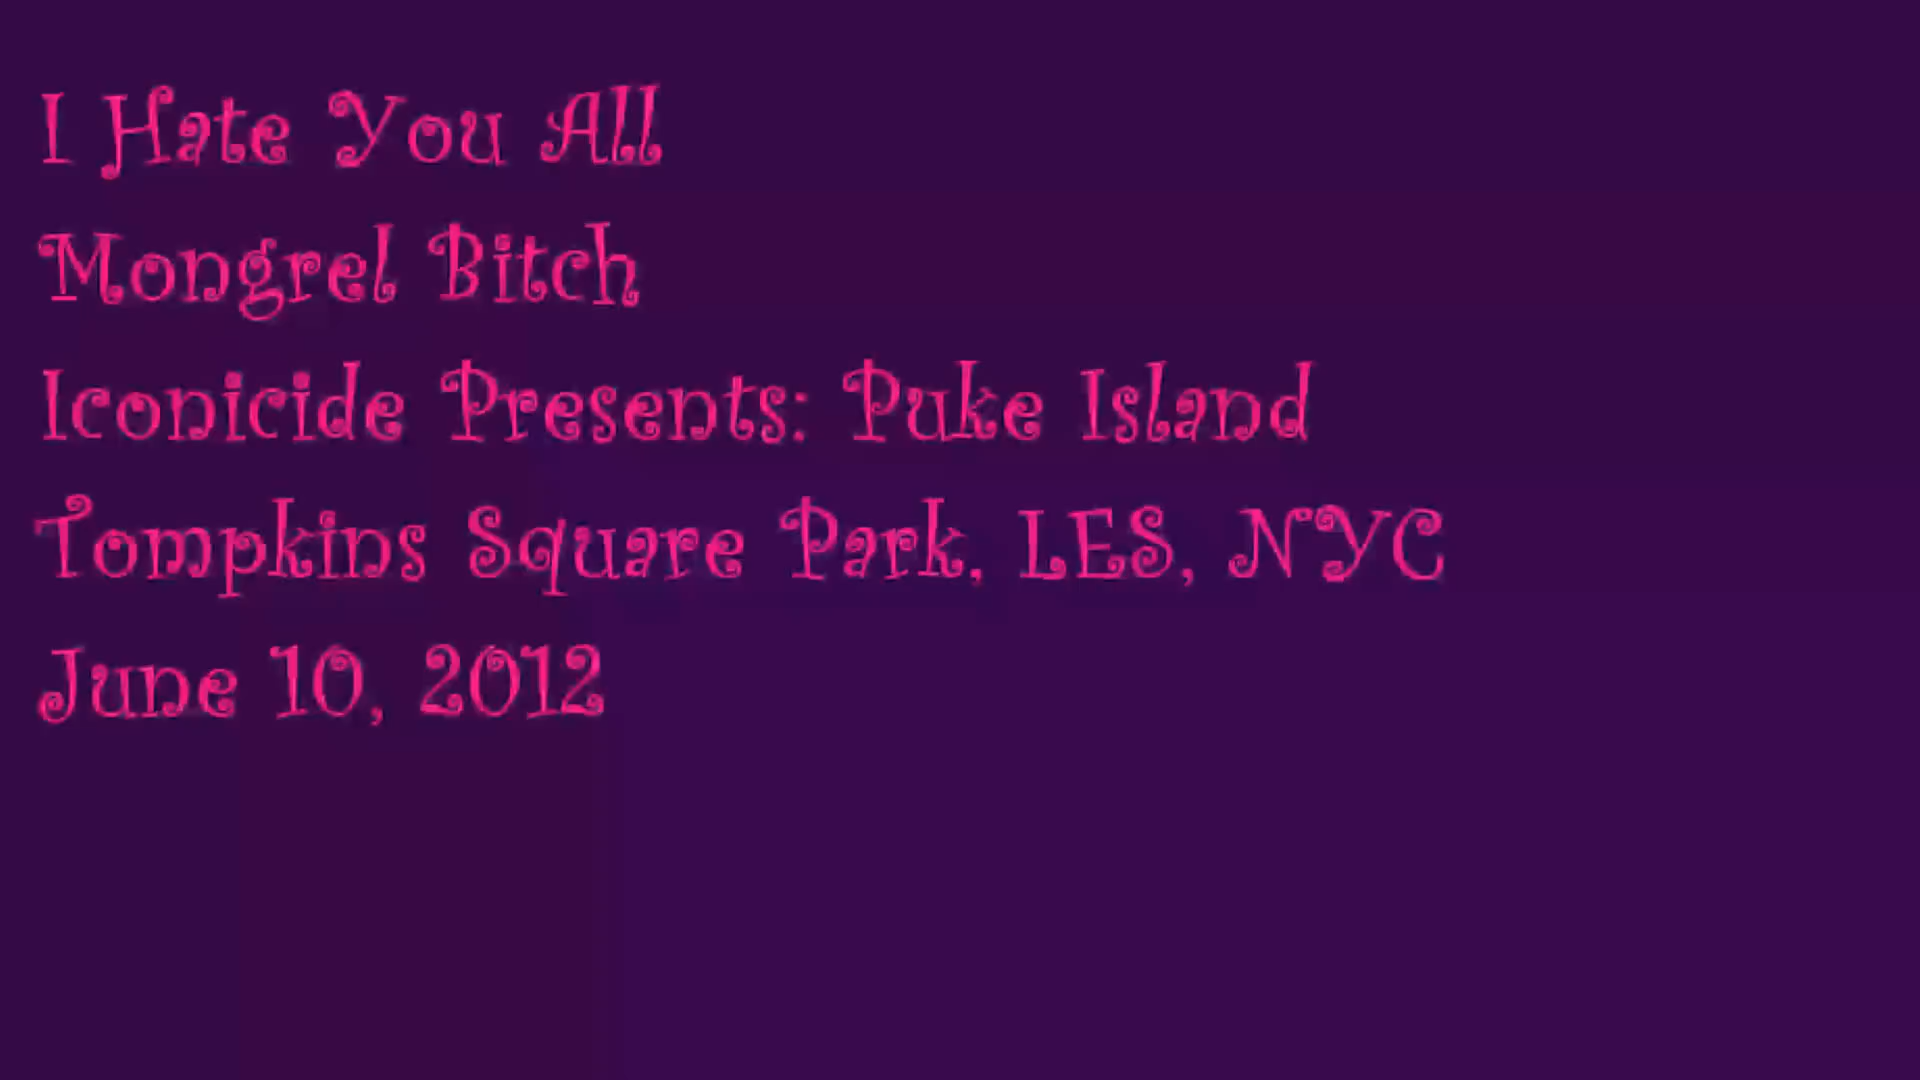 I Hate You All
Mongrel Bitch
Iconicide Presents: Puke Island
Tompkins Square Park, LES, NYC
June 10, 2012